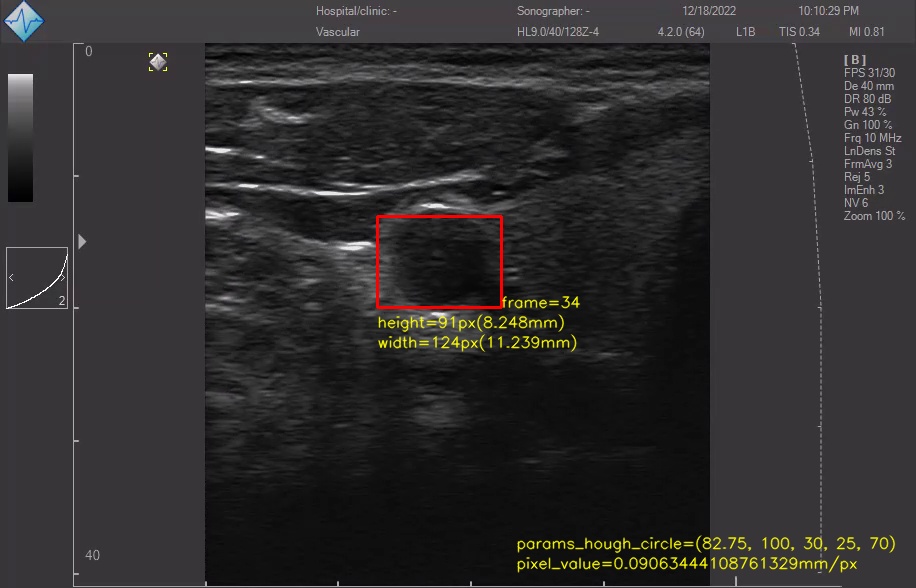 Hospital/clinic: - Sonographer: - 12/18/2022 10:10:29 PM
Vascular HL9.0/40/128Z-4 4.2.0 (64) L1B TIS 0.34 MI 0.81
0
[ B ]
FPS 31/30
De 40 mm
DR 80 dB
Pw 43 %
Gn 100 %
Frq 10 MHz
LnDens St
FrmAvg 3
Rej 5
ImEnh 3
NV 6
Zoom 100 %
2
frame=34
height=91px(8.248mm)
width=124px(11.239mm)
40
params_hough_circle=(82.75, 100, 30, 25, 70)
pixel_value=0.09063444108761329mm/px